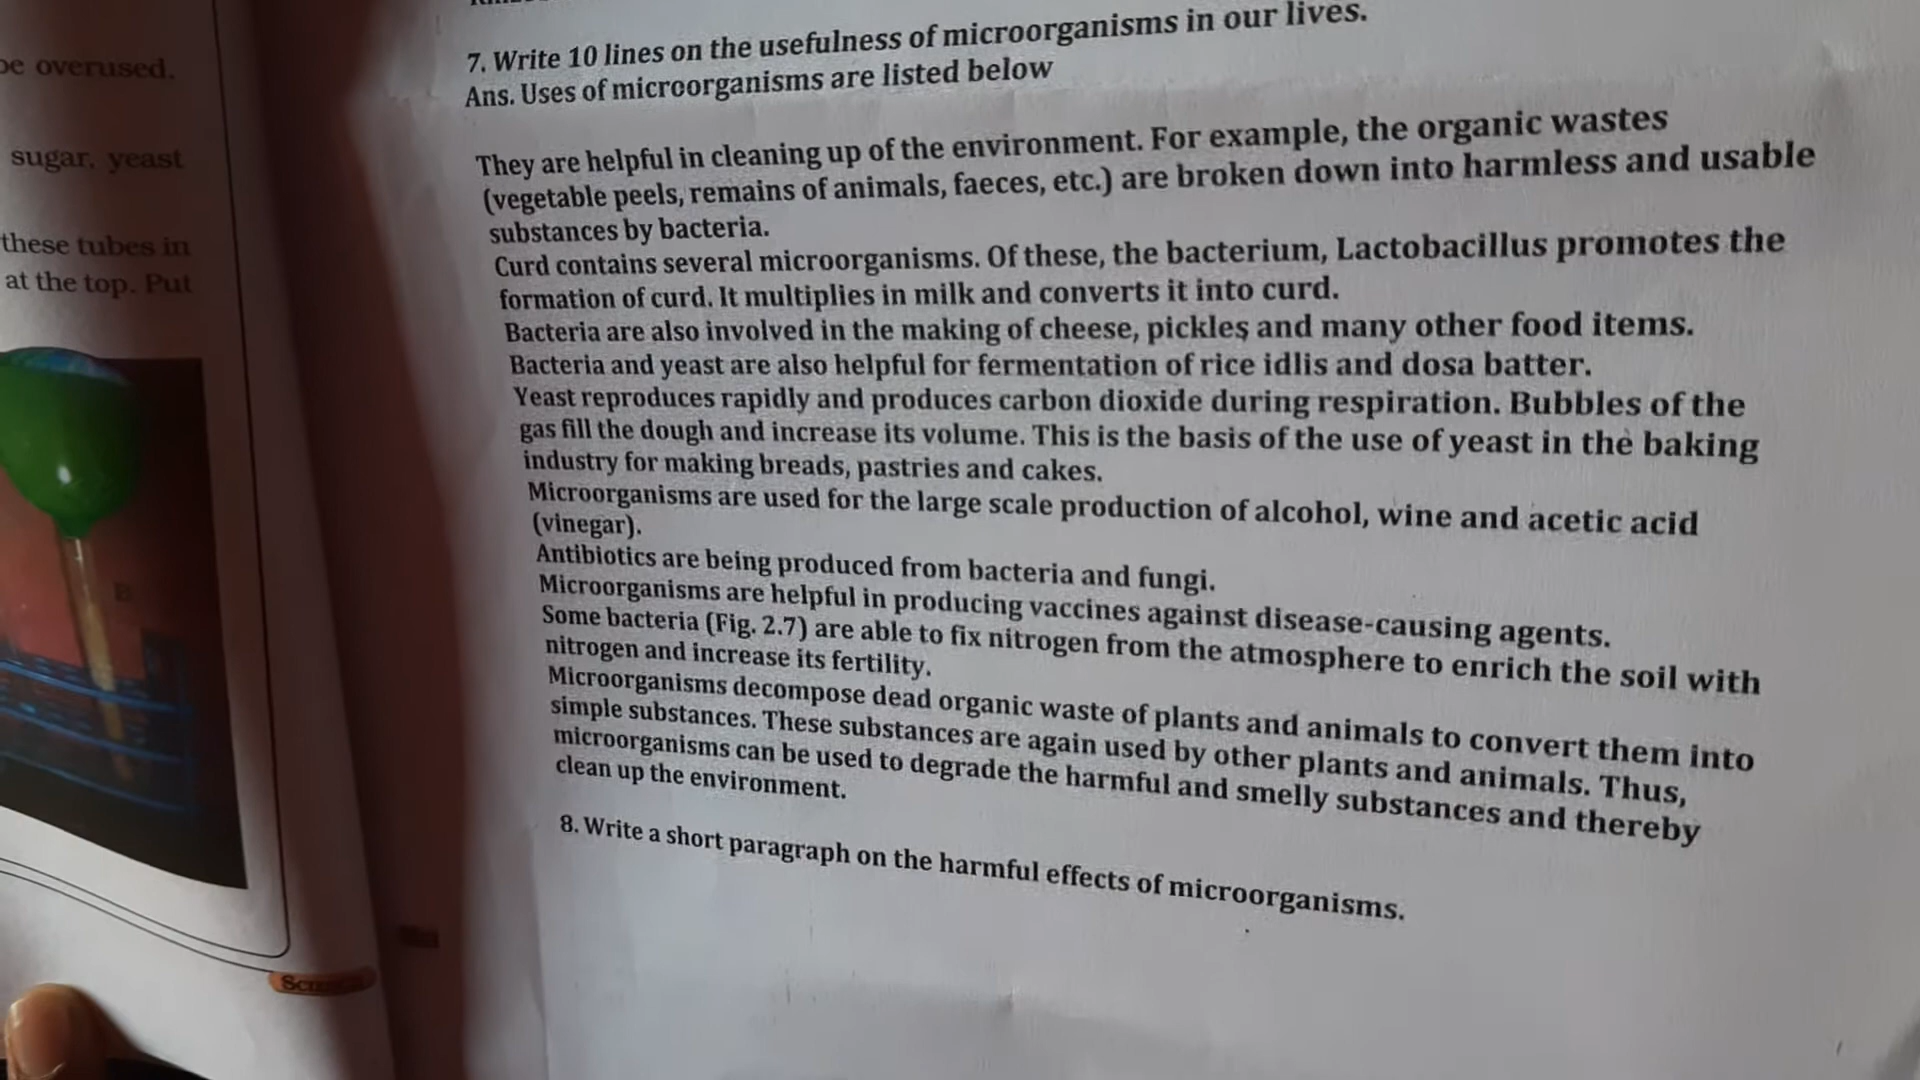 be overused.
sugar, yeast
these tubes in
at the top. Put
7. Write 10 lines on the usefulness of microorganisms in our lives.
Ans. Uses of microorganisms are listed below
They are helpful in cleaning up of the environment. For example, the organic wastes
(vegetable peels, remains of animals, faeces, etc.) are broken down into harmless and usable
substances by bacteria.
Curd contains several microorganisms. Of these, the bacterium, Lactobacillus promotes the
formation of curd. It multiplies in milk and converts it into curd.
Bacteria are also involved in the making of cheese, pickles and many other food items.
Bacteria and yeast are also helpful for fermentation of rice idlis and dosa batter.
Yeast reproduces rapidly and produces carbon dioxide during respiration. Bubbles of the
gas fill the dough and increase its volume. This is the basis of the use of yeast in the baking
industry for making breads, pastries and cakes.
Microorganisms are used for the large scale production of alcohol, wine and acetic acid
(vinegar).
Antibiotics are being produced from bacteria and fungi.
Microorganisms are helpful in producing vaccines against disease-causing agents.
Some bacteria (Fig. 2.7) are able to fix nitrogen from the atmosphere to enrich the soil with
nitrogen and increase its fertility.
Microorganisms decompose dead organic waste of plants and animals to convert them into
simple substances. These substances are again used by other plants and animals. Thus,
microorganisms can be used to degrade the harmful and smelly substances and thereby
clean up the environment.
8. Write a short paragraph on the harmful effects of microorganisms.